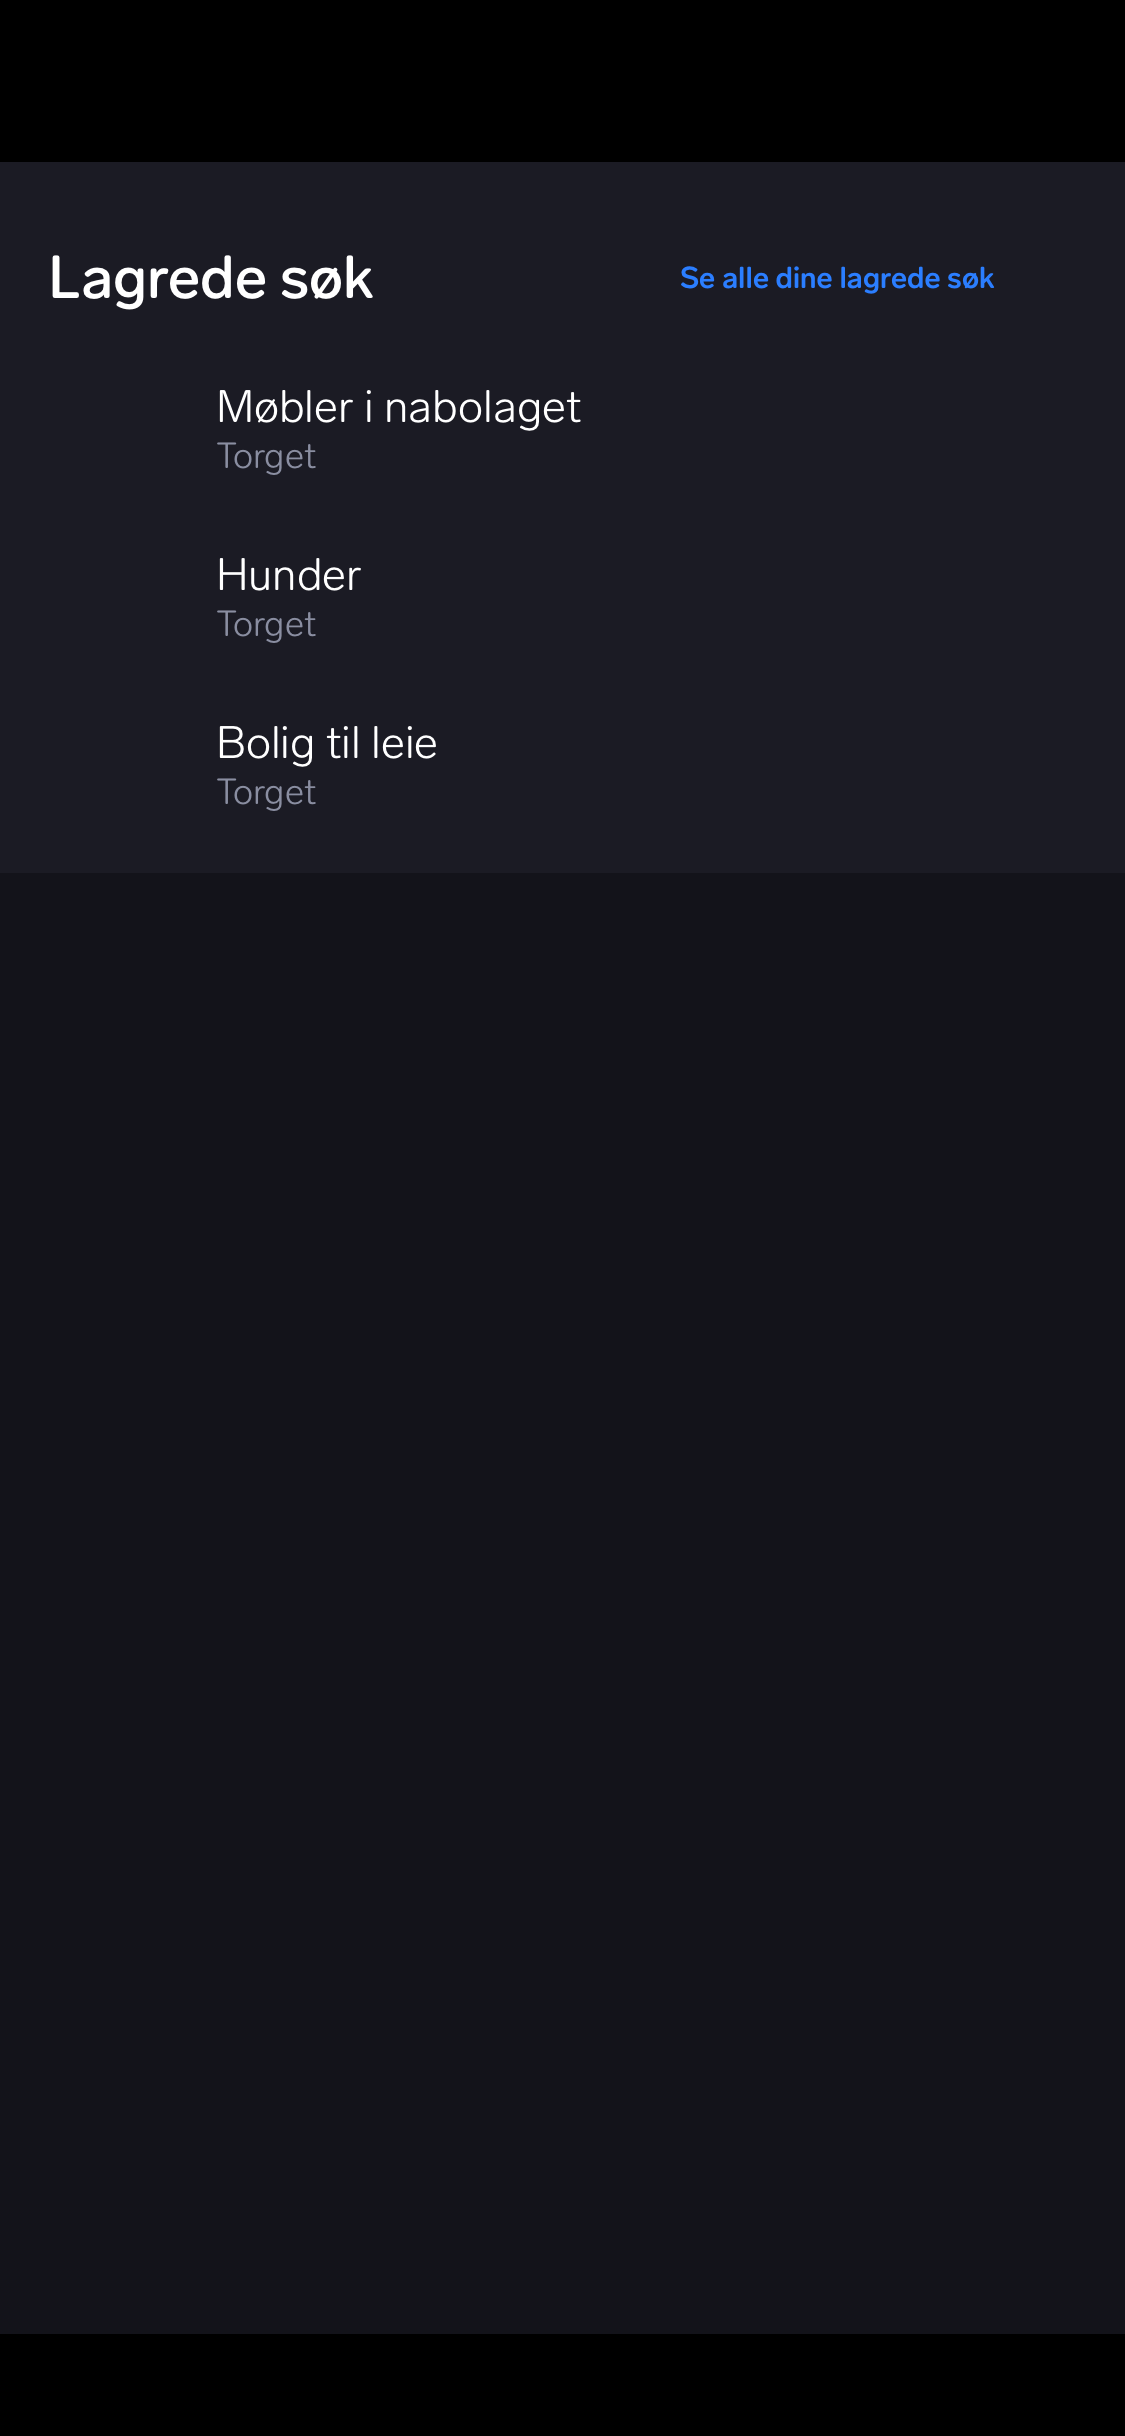 Lagrede søk
Se alle dine lagrede søk
Møbler i nabolaget
Torget
Hunder
Torget
Bolig til leie
Torget